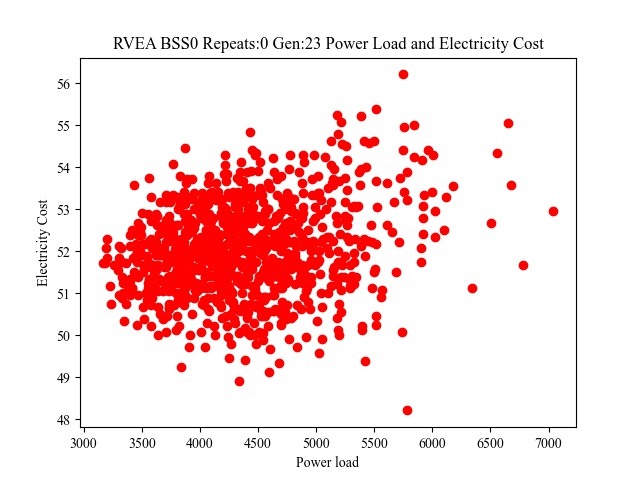 RVEA BSS0 Repeats:0 Gen:23 Power Load and Electricity Cost
56
55
54
53
52
51
50
49
48
Electricity Cost
3000 3500 4000 4500 5000 5500 6000 6500 7000
Power load